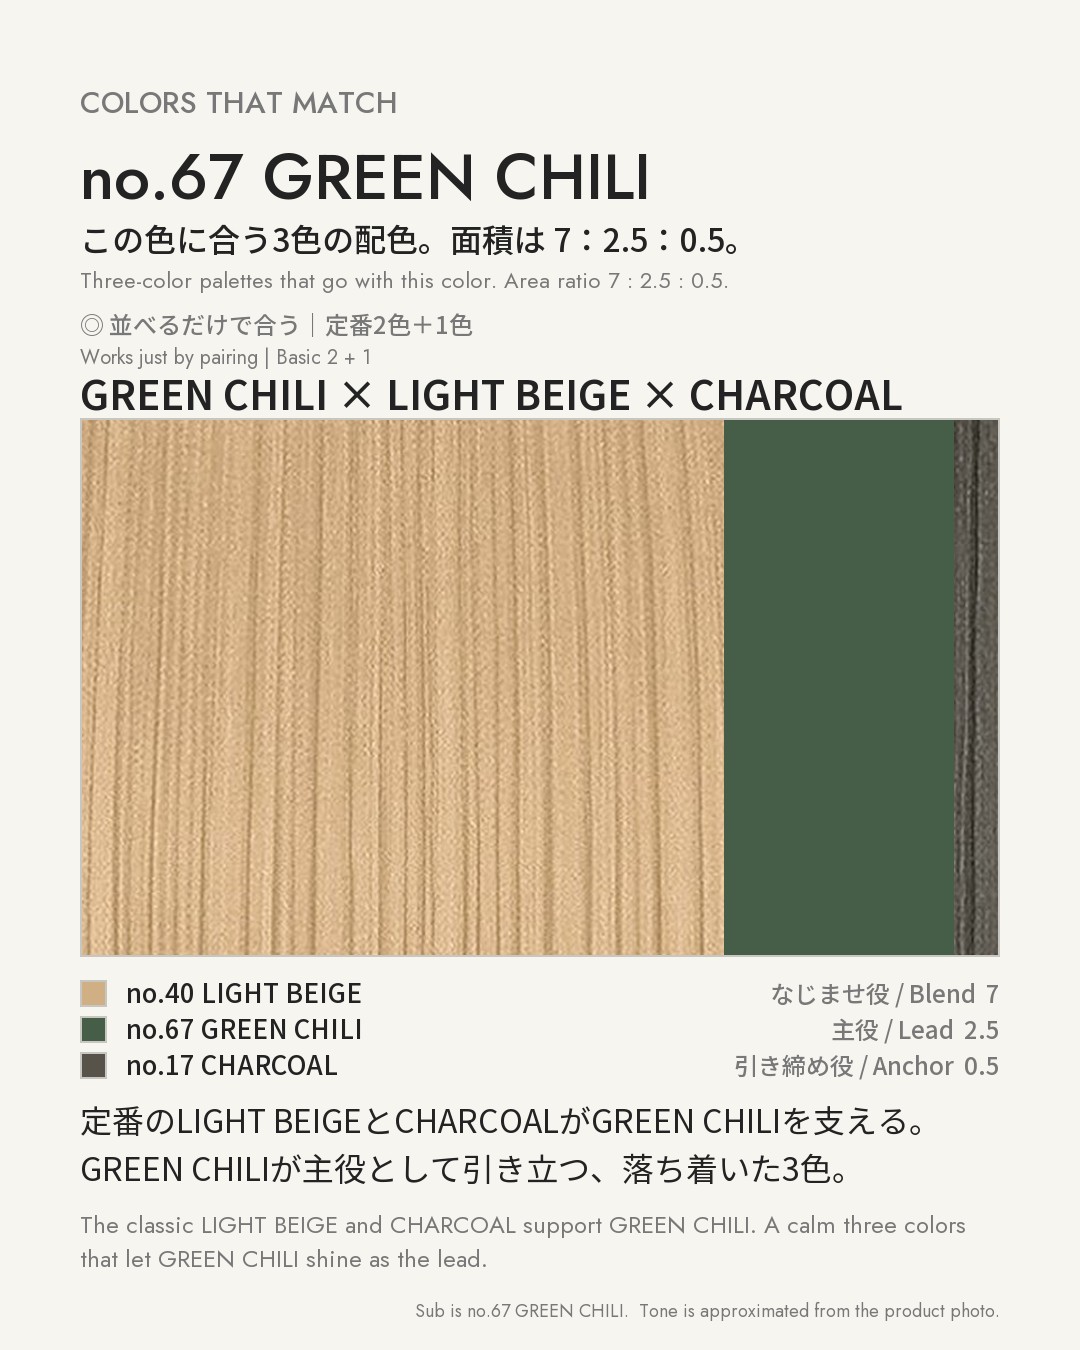 COLORS THAT MATCH
no.67 GREEN CHILI
この色に合う3色の配色。面積は 7：2.5：0.5。
Three-color palettes that go with this color. Area ratio 7 : 2.5 : 0.5.
◎ 並べるだけで合う｜定番2色＋1色
Works just by pairing | Basic 2 + 1
GREEN CHILI × LIGHT BEIGE × CHARCOAL
no.40 LIGHT BEIGE なじませ役 / Blend 7
no.67 GREEN CHILI 主役 / Lead 2.5
no.17 CHARCOAL 引き締め役 / Anchor 0.5
定番のLIGHT BEIGEとCHARCOALがGREEN CHILIを支える。
GREEN CHILIが主役として引き立つ、落ち着いた3色。
The classic LIGHT BEIGE and CHARCOAL support GREEN CHILI. A calm three colors
that let GREEN CHILI shine as the lead.
Sub is no.67 GREEN CHILI. Tone is approximated from the product photo.